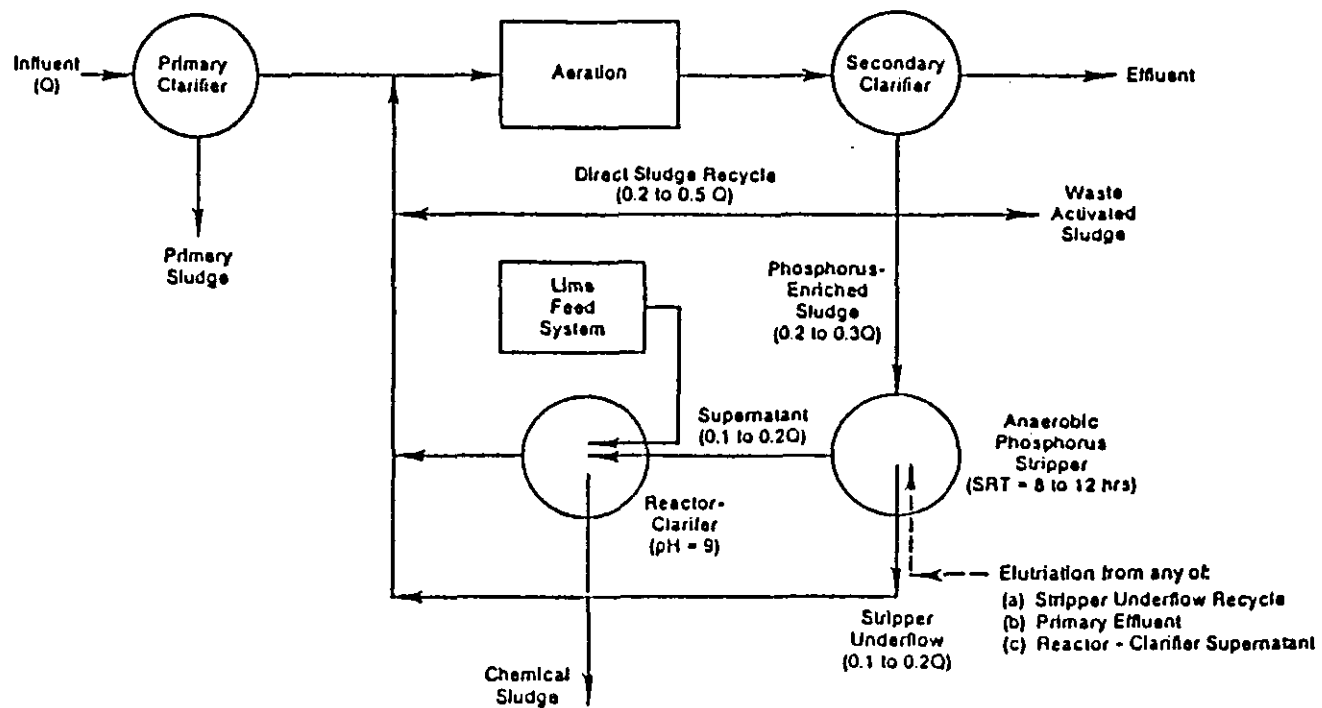 Influent
(Q)
Primary
Clarifier
Aeration
Secondary
Clarifier
Effluent
Direct Sludge Recycle
(0.2 to 0.5 Q)
Waste
Activated
Sludge
Primary
Sludge
Lime
Feed
System
Phosphorus-
Enriched
Sludge
(0.2 to 0.3Q)
Supernatant
(0.1 to 0.2Q)
Anaerobic
Phosphorus
Stripper
(SRT = 8 to 12 hrs)
Reactor-
Clarifer
(pH = 9)
Elutriation from any of:
(a) Stripper Underflow Recycle
(b) Primary Effluent
(c) Reactor - Clarifier Supernatant
Stripper
Underflow
(0.1 to 0.2Q)
Chemical
Sludge